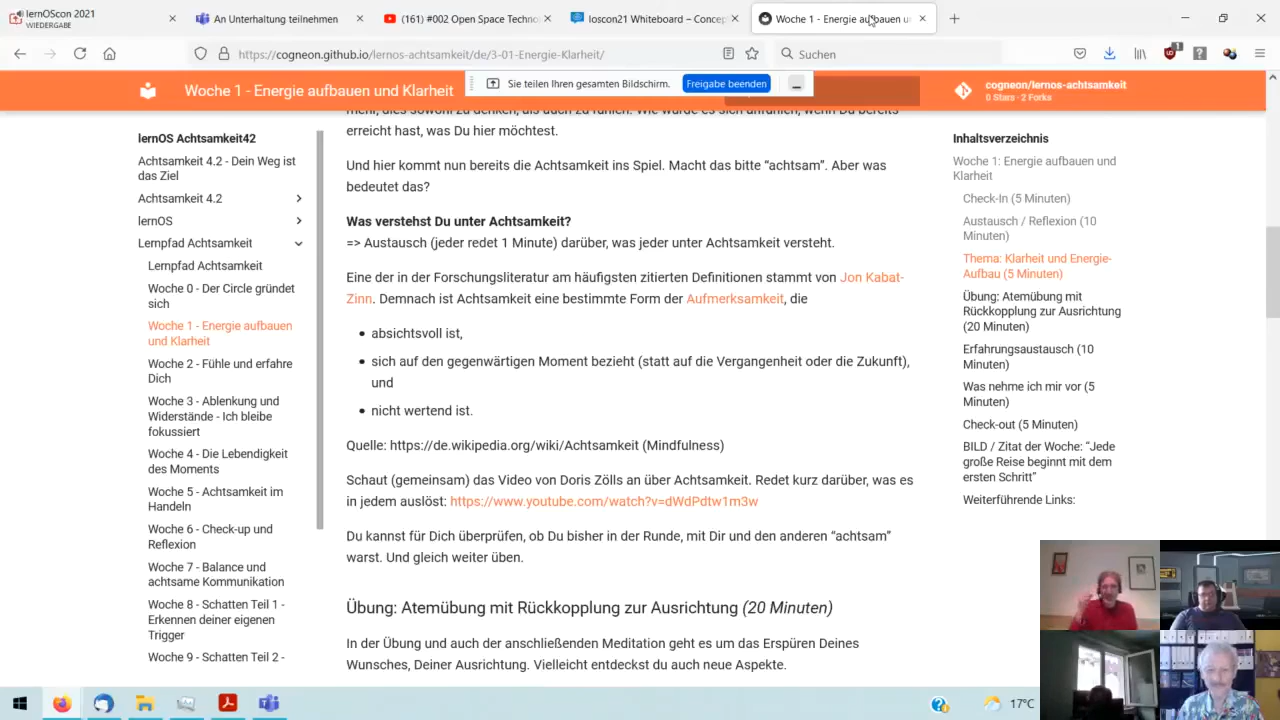 lernOScon 2021
WIEDERGABE
An Unterhaltung teilnehmen
(161) #002 Open Space Techno
loscon21 Whiteboard – Concep
Woche 1 - Energie aufbauen u
https://cogneon.github.io/lernos-achtsamkeit/de/3-01-Energie-Klarheit/
Suchen
1
Woche 1 - Energie aufbauen und Klarheit
Sie teilen Ihren gesamten Bildschirm.
Freigabe beenden
cogneon/lernos-achtsamkeit
0 Stars · 2 Forks
lernOS Achtsamkeit42
Achtsamkeit 4.2 - Dein Weg ist
das Ziel
Achtsamkeit 4.2
lernOS
Lernpfad Achtsamkeit
Lernpfad Achtsamkeit
Woche 0 - Der Circle gründet
sich
Woche 1 - Energie aufbauen
und Klarheit
Woche 2 - Fühle und erfahre
Dich
Woche 3 - Ablenkung und
Widerstände - Ich bleibe
fokussiert
Woche 4 - Die Lebendigkeit
des Moments
Woche 5 - Achtsamkeit im
Handeln
Woche 6 - Check-up und
Reflexion
Woche 7 - Balance und
achtsame Kommunikation
Woche 8 - Schatten Teil 1 -
Erkennen deiner eigenen
Trigger
Woche 9 - Schatten Teil 2 -
mehr, dies sowohl zu denken, als auch zu fühlen. Wie würde es sich anfühlen, wenn Du bereits
erreicht hast, was Du hier möchtest.
Und hier kommt nun bereits die Achtsamkeit ins Spiel. Macht das bitte “achtsam”. Aber was
bedeutet das?
Was verstehst Du unter Achtsamkeit?
=> Austausch (jeder redet 1 Minute) darüber, was jeder unter Achtsamkeit versteht.
Eine der in der Forschungsliteratur am häufigsten zitierten Definitionen stammt von Jon Kabat-
Zinn. Demnach ist Achtsamkeit eine bestimmte Form der Aufmerksamkeit, die
• absichtsvoll ist,
• sich auf den gegenwärtigen Moment bezieht (statt auf die Vergangenheit oder die Zukunft),
und
• nicht wertend ist.
Quelle: https://de.wikipedia.org/wiki/Achtsamkeit (Mindfulness)
Schaut (gemeinsam) das Video von Doris Zölls an über Achtsamkeit. Redet kurz darüber, was es
in jedem auslöst: https://www.youtube.com/watch?v=dWdPdtw1m3w
Du kannst für Dich überprüfen, ob Du bisher in der Runde, mit Dir und den anderen “achtsam”
warst. Und gleich weiter üben.
Übung: Atemübung mit Rückkopplung zur Ausrichtung (20 Minuten)
In der Übung und auch der anschließenden Meditation geht es um das Erspüren Deines
Wunsches, Deiner Ausrichtung. Vielleicht entdeckst du auch neue Aspekte.
Inhaltsverzeichnis
Woche 1: Energie aufbauen und
Klarheit
Check-In (5 Minuten)
Austausch / Reflexion (10
Minuten)
Thema: Klarheit und Energie-
Aufbau (5 Minuten)
Übung: Atemübung mit
Rückkopplung zur Ausrichtung
(20 Minuten)
Erfahrungsaustausch (10
Minuten)
Was nehme ich mir vor (5
Minuten)
Check-out (5 Minuten)
BILD / Zitat der Woche: “Jede
große Reise beginnt mit dem
ersten Schritt”
Weiterführende Links:
17°C